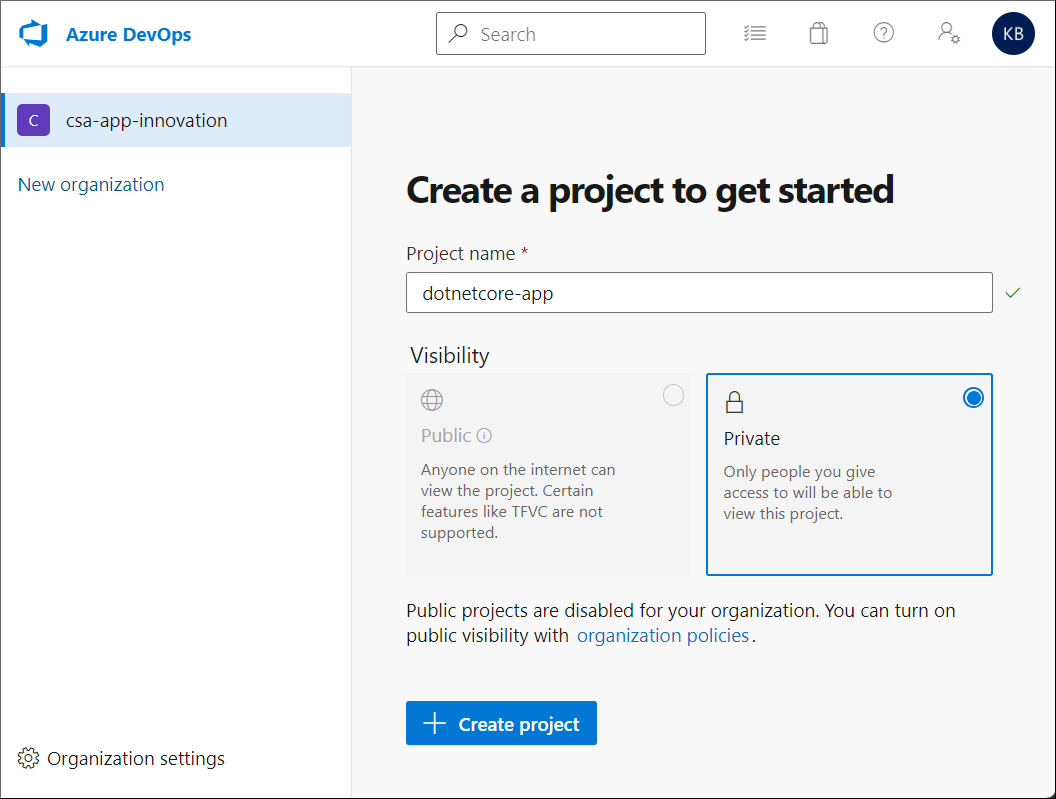 Azure DevOps
Search
KB
C
csa-app-innovation
New organization
Create a project to get started
Project name *
dotnetcore-app
Visibility
Public
Anyone on the internet can
view the project. Certain
features like TFVC are not
supported.
Private
Only people you give
access to will be able to
view this project.
Public projects are disabled for your organization. You can turn on
public visibility with organization policies.
Create project
Organization settings